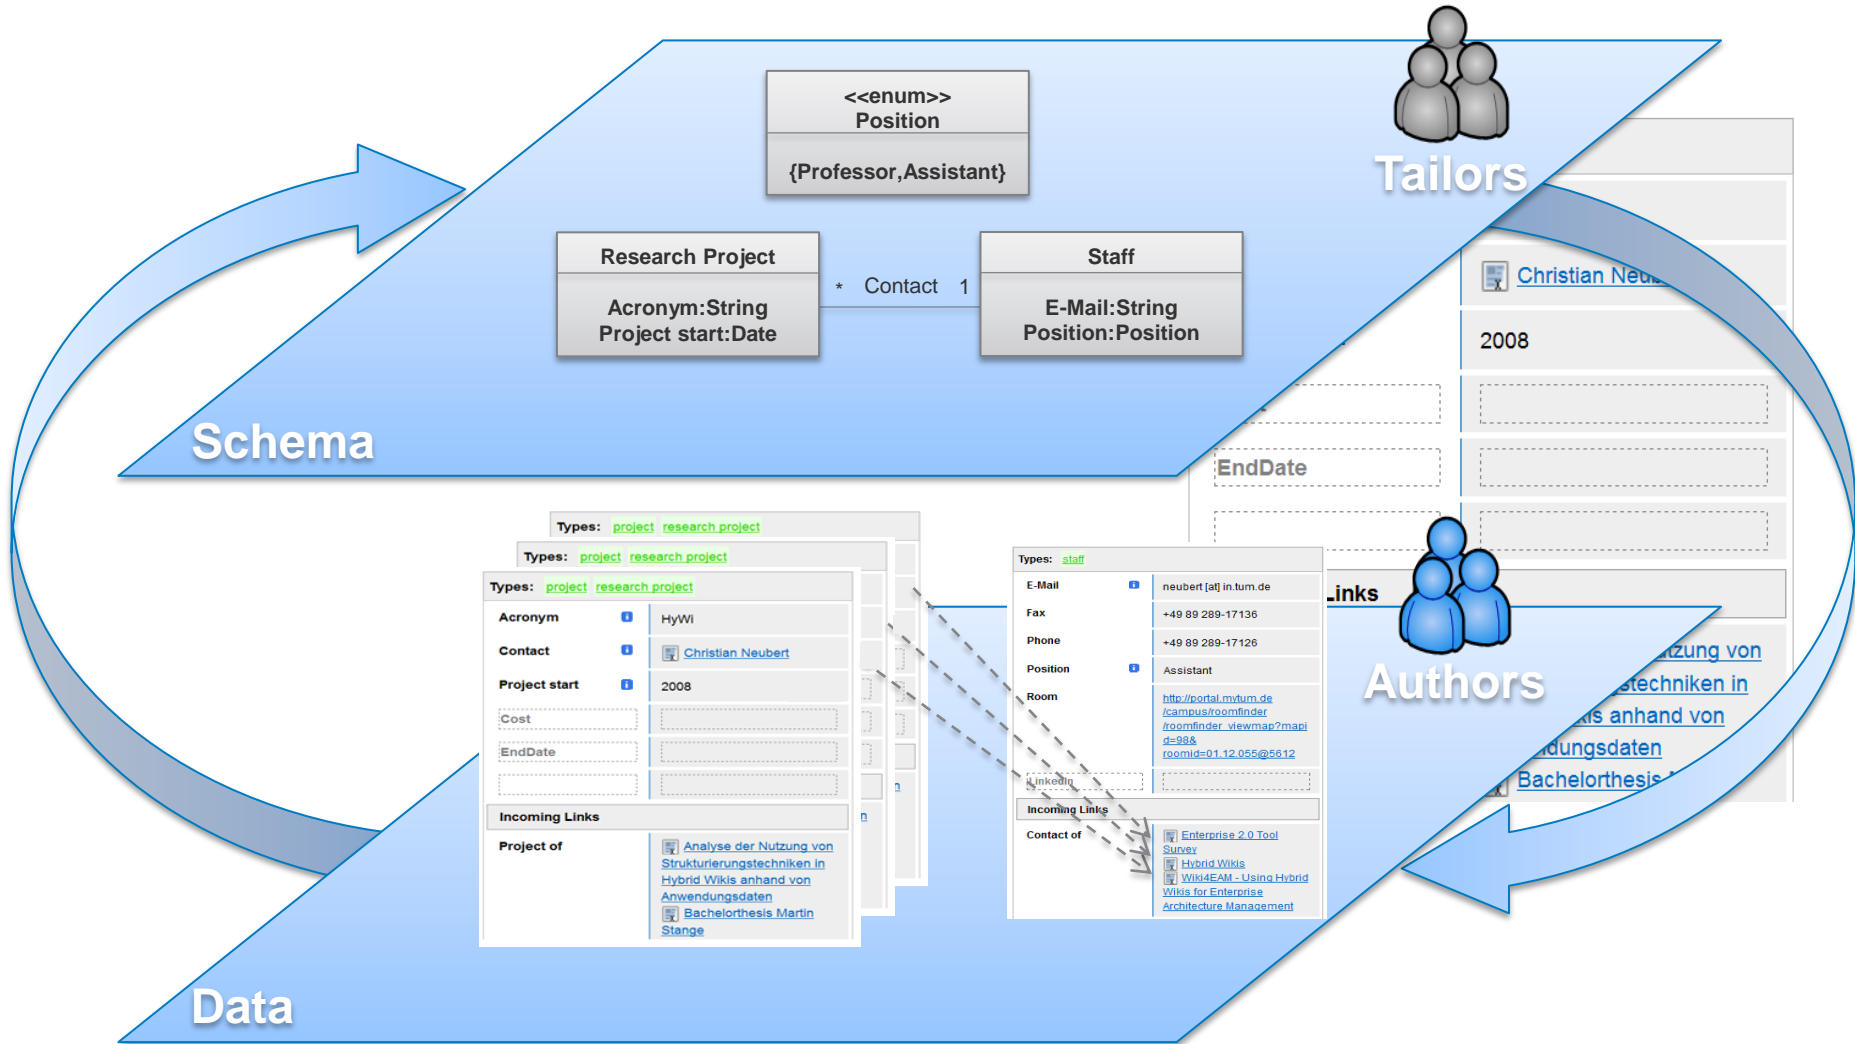 <<enum>>
Position
{Professor,Assistant}
Tailors
Research Project
Acronym:String
Project start:Date
* Contact 1
Staff
E-Mail:String
Position:Position
Schema
Christian
2008
EndDate
Links
von
stechniken in
anhand von
Bachelorthesis
Types: project research project
Types: project research project
Types: project research project
Acronym HyWi
Contact Christian Neubert
Project start 2008
Cost
EndDate
Incoming Links
Project of Analyse der Nutzung von
Strukturierungstechniken in
Hybrid Wikis anhand von
Anwendungsdaten
Bachelorthesis Martin
Stange
Types: staff
E-Mail neubert [at] in.tum.de
Fax +49 89 289-17136
Phone +49 89 289-17126
Position Assistant
Room http://portal.mytum.de
/campus/roomfinder
/roomfinder_viewmap?mapi
d=98&
roomid=01.12.055@5612
LinkedIn
Incoming Links
Contact of Enterprise 2.0 Tool
Survey
Hybrid Wikis
Wiki4EAM - Using Hybrid
Wikis for Enterprise
Architecture Management
Authors
Data